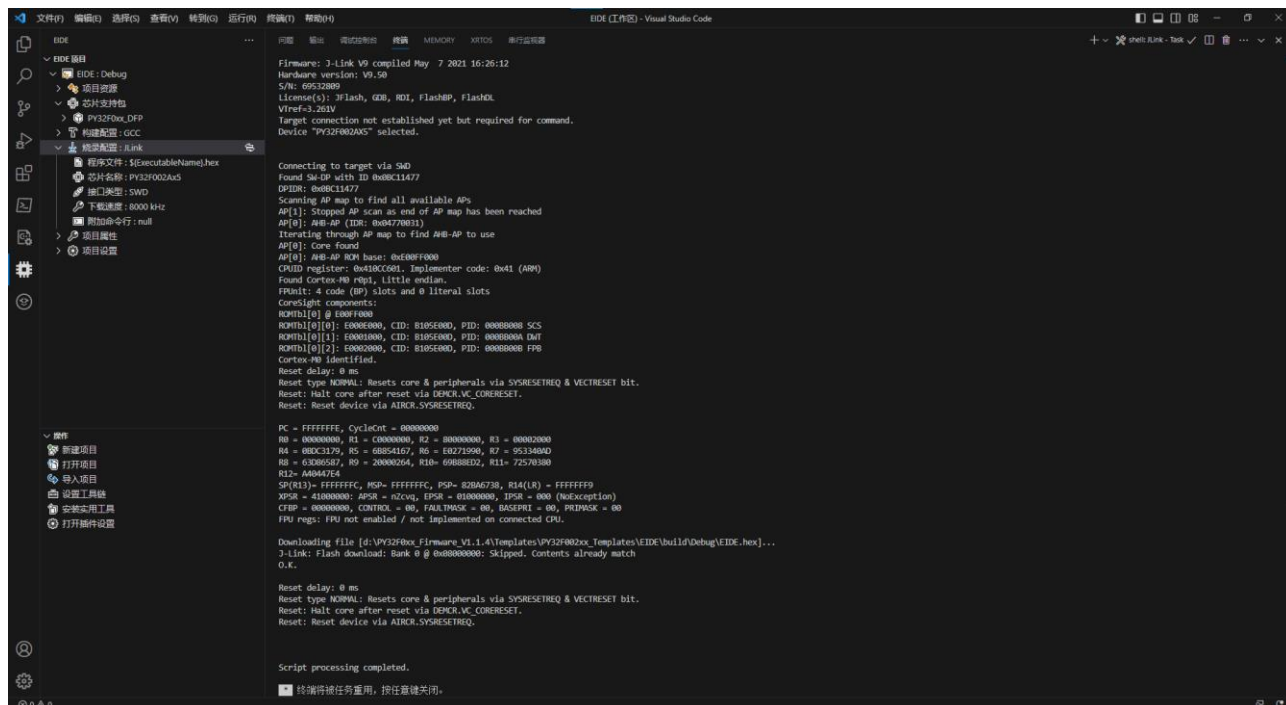 文件(F) 编辑(E) 选择(S) 查看(V) 转到(G) 运行(R) 终端(T) 帮助(H)
EIDE (工作区) - Visual Studio Code
EIDE
EIDE 项目
EIDE : Debug
项目资源
芯片支持包
PY32F0xx_DFP
构建配置 : GCC
烧录配置 : JLink
程序文件 : ${ExecutableName}.hex
芯片名称 : PY32F002Ax5
接口类型 : SWD
下载速度 : 8000 kHz
附加命令行 : null
项目属性
项目设置
操作
新建项目
打开项目
导入项目
设置工具链
安装实用工具
打开插件设置
问题 输出 调试控制台 终端 MEMORY XRTOS 串行监视器
shell: JLink - Task
Firmware: J-Link V9 compiled May 7 2021 16:26:12
Hardware version: V9.50
S/N: 69532809
License(s): JFlash, GDB, RDI, FlashBP, FlashDL
VTref=3.261V
Target connection not established yet but required for command.
Device "PY32F002AX5" selected.
Connecting to target via SWD
Found SW-DP with ID 0x0BC11477
DPIDR: 0x0BC11477
Scanning AP map to find all available APs
AP[1]: Stopped AP scan as end of AP map has been reached
AP[0]: AHB-AP (IDR: 0x04770031)
Iterating through AP map to find AHB-AP to use
AP[0]: Core found
AP[0]: AHB-AP ROM base: 0xE00FF000
CPUID register: 0x410CC601. Implementer code: 0x41 (ARM)
Found Cortex-M0 r0p1, Little endian.
FPUnit: 4 code (BP) slots and 0 literal slots
CoreSight components:
ROMTbl[0] @ E00FF000
ROMTbl[0][0]: E000E000, CID: B105E00D, PID: 000BB008 SCS
ROMTbl[0][1]: E0001000, CID: B105E00D, PID: 000BB00A DWT
ROMTbl[0][2]: E0002000, CID: B105E00D, PID: 000BB00B FPB
Cortex-M0 identified.
Reset delay: 0 ms
Reset type NORMAL: Resets core & peripherals via SYSRESETREQ & VECTRESET bit.
Reset: Halt core after reset via DEMCR.VC_CORERESET.
Reset: Reset device via AIRCR.SYSRESETREQ.
PC = FFFFFFFE, CycleCnt = 00000000
R0 = 00000000, R1 = C0000000, R2 = 80000000, R3 = 00002000
R4 = 0BDC3179, R5 = 6B854167, R6 = E0271990, R7 = 953340AD
R8 = 63D86587, R9 = 20000264, R10= 69B88ED2, R11= 72570380
R12= A40447E4
SP(R13)= FFFFFFFC, MSP= FFFFFFFC, PSP= 82BA6738, R14(LR) = FFFFFFF9
XPSR = 41000000: APSR = nZcvq, EPSR = 01000000, IPSR = 000 (NoException)
CFBP = 00000000, CONTROL = 00, FAULTMASK = 00, BASEPRI = 00, PRIMASK = 00
FPU regs: FPU not enabled / not implemented on connected CPU.
Downloading file [d:\PY32F0xx_Firmware_V1.1.4\Templates\PY32F002xx_Templates\EIDE\build\Debug\EIDE.hex]...
J-Link: Flash download: Bank 0 @ 0x08000000: Skipped. Contents already match
O.K.
Reset delay: 0 ms
Reset type NORMAL: Resets core & peripherals via SYSRESETREQ & VECTRESET bit.
Reset: Halt core after reset via DEMCR.VC_CORERESET.
Reset: Reset device via AIRCR.SYSRESETREQ.
Script processing completed.
* 终端将被任务重用，按任意键关闭。